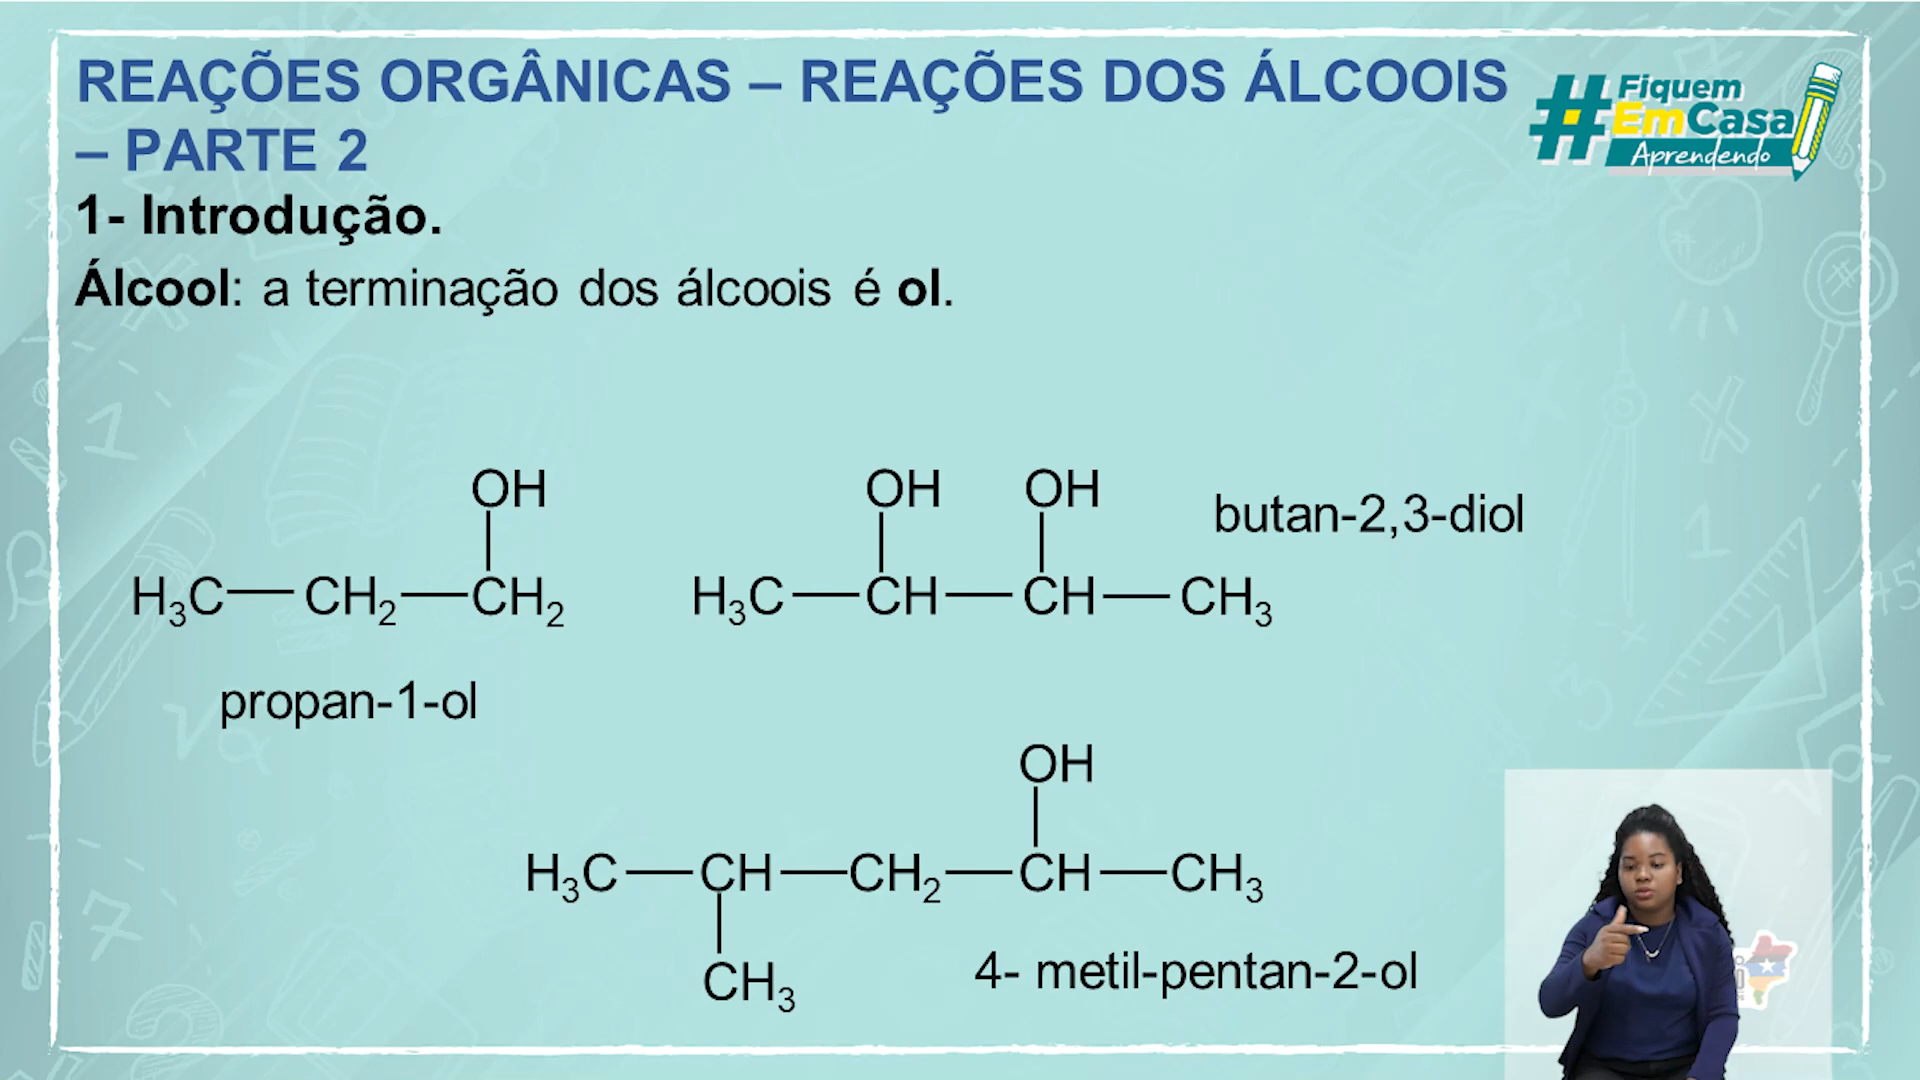 REAÇÕES ORGÂNICAS – REAÇÕES DOS ÁLCOOIS
– PARTE 2
#Fiquem
EmCasa
Aprendendo
1- Introdução.
Álcool: a terminação dos álcoois é ol.
OH
H₃C—CH₂—CH₂
propan-1-ol
OH OH
H₃C—CH—CH—CH₃
butan-2,3-diol
OH
H₃C—CH—CH₂—CH—CH₃
CH₃
4- metil-pentan-2-ol